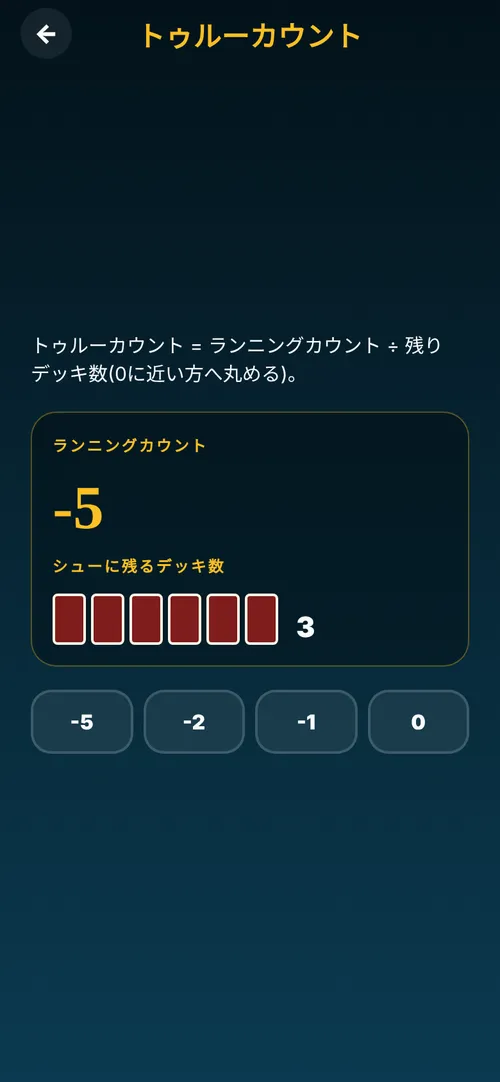 トゥルーカウント
トゥルーカウント = ランニングカウント ÷ 残り
デッキ数(0に近い方へ丸める)。
ランニングカウント
-5
シューに残るデッキ数
3
-5
-2
-1
0